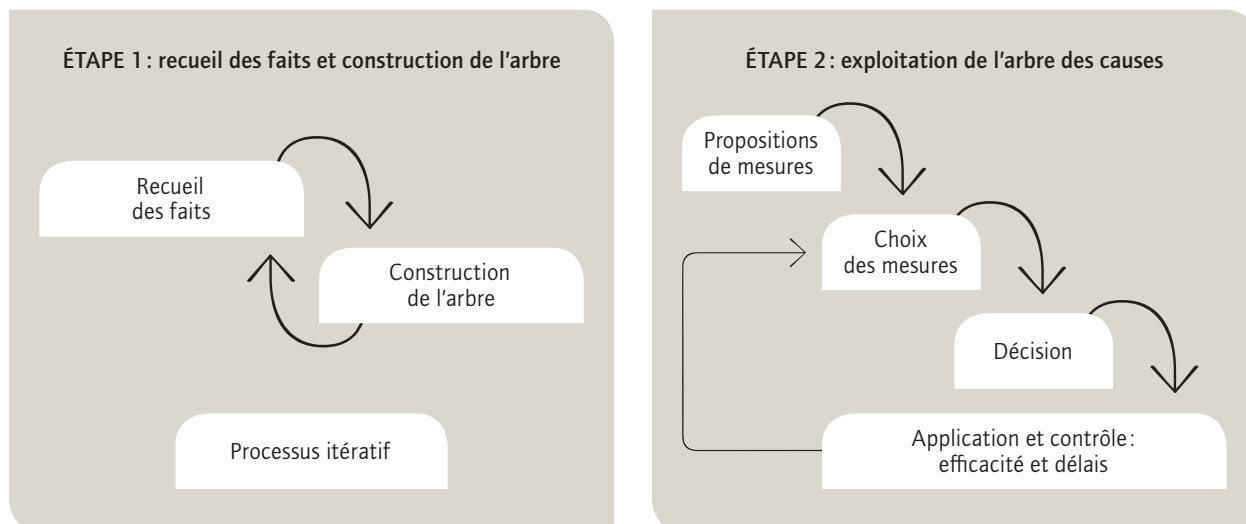 ÉTAPE 1 : recueil des faits et construction de l'arbre
Recueil
des faits
Construction
de l'arbre
Processus itératif
ÉTAPE 2 : exploitation de l'arbre des causes
Propositions
de mesures
Choix
des mesures
Décision
Application et contrôle :
efficacité et délais